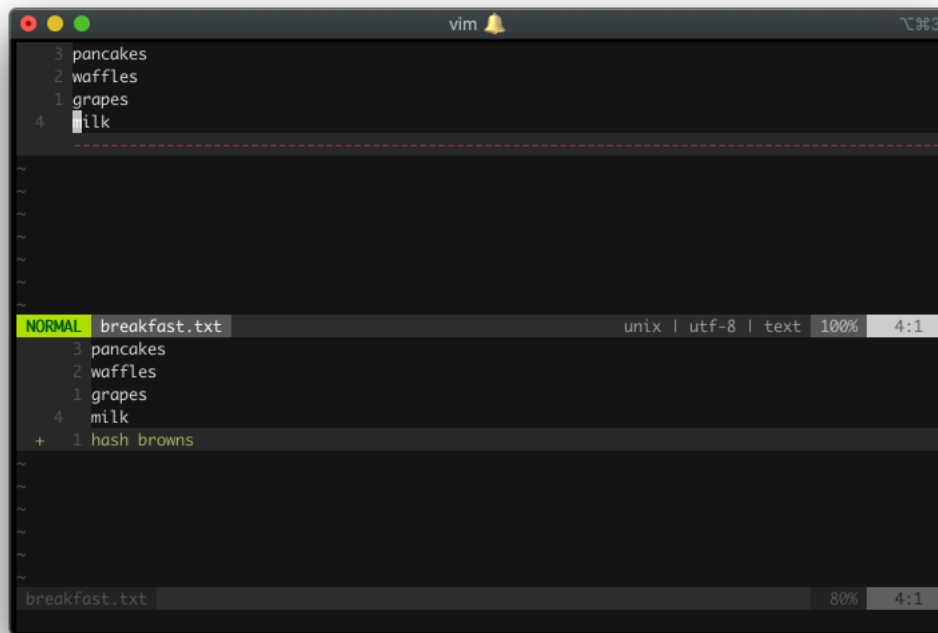 vim 🔔 ⌥⌘3
3 pancakes
2 waffles
1 grapes
4 milk
--------------------------------------------------------------------------------------------
~
~
~
~
~
~
~
NORMAL breakfast.txt unix | utf-8 | text 100% 4:1
3 pancakes
2 waffles
1 grapes
4 milk
+ 1 hash browns
~
~
~
~
~
~
breakfast.txt 80% 4:1